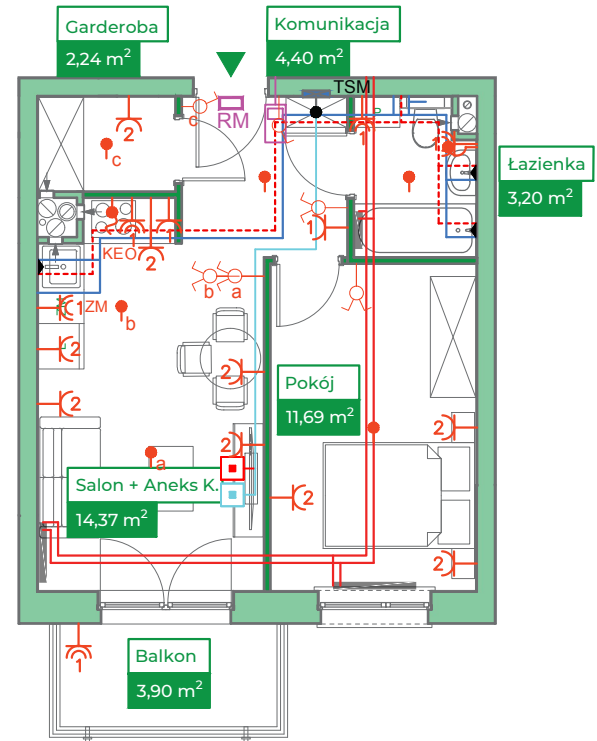 Garderoba
2,24 m²
Komunikacja
4,40 m²
TSM
RM
c
c
2
2
1
c
Łazienka
3,20 m²
1
2
KEO
b
a
1
ZM
b
2
2
2
Pokój
11,69 m²
2
2
a
Salon + Aneks K.
14,37 m²
2
2
1
Balkon
3,90 m²